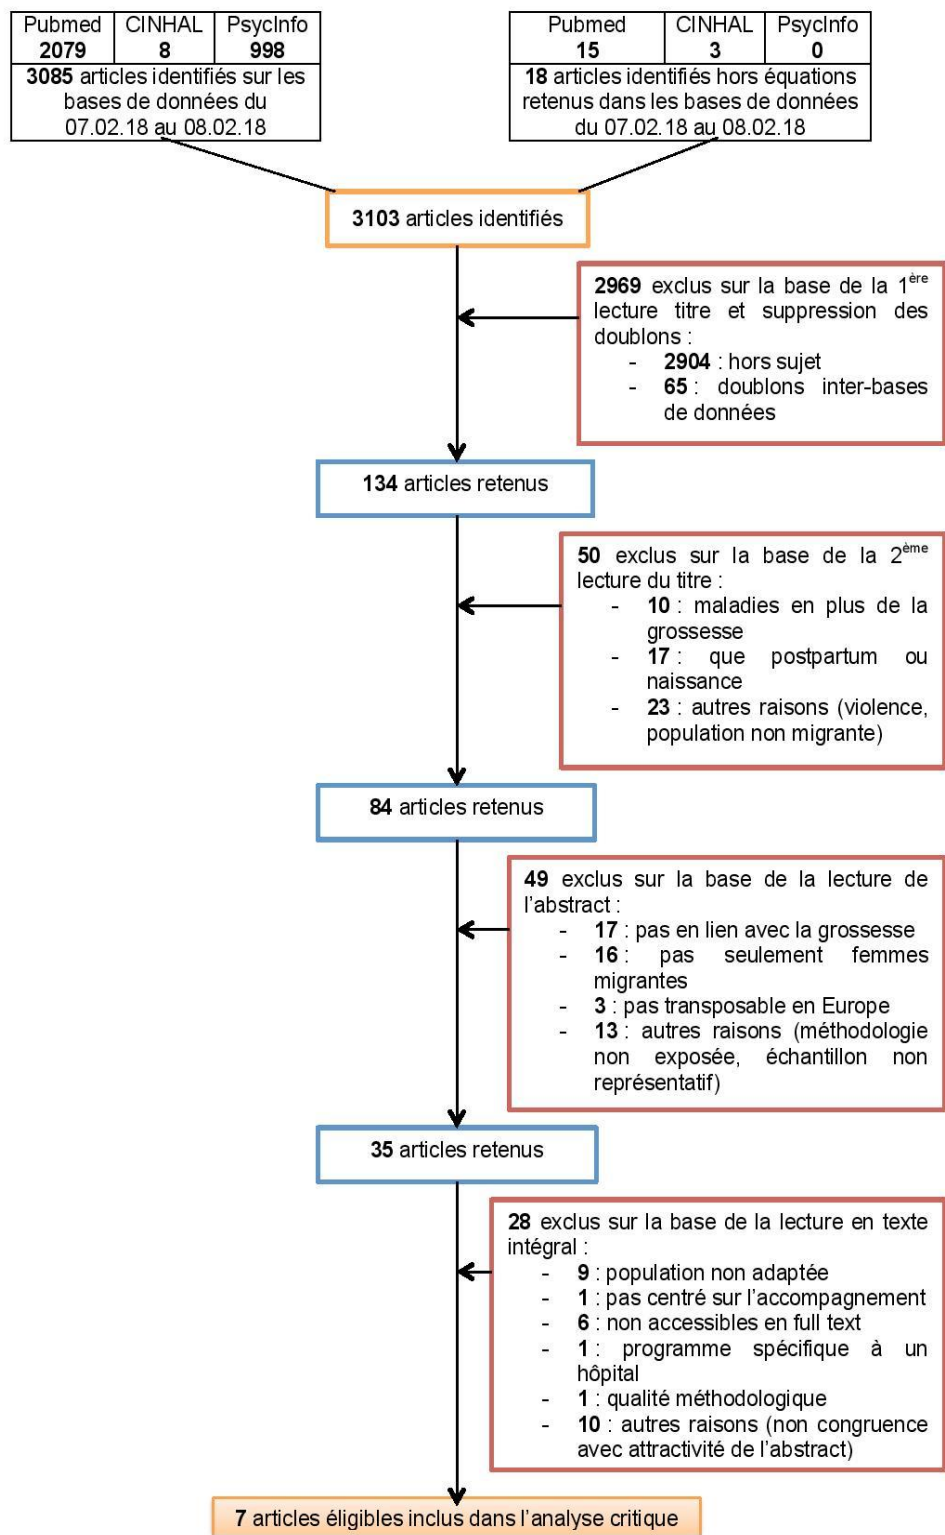 Pubmed CINHAL PsycInfo
2079 8 998
3085 articles identifiés sur les
bases de données du
07.02.18 au 08.02.18
Pubmed CINHAL PsycInfo
15 3 0
18 articles identifiés hors équations
retenus dans les bases de données
du 07.02.18 au 08.02.18
3103 articles identifiés
2969 exclus sur la base de la 1ère
lecture titre et suppression des
doublons :
- 2904 : hors sujet
- 65 : doublons inter-bases
de données
134 articles retenus
50 exclus sur la base de la 2ème
lecture du titre :
- 10 : maladies en plus de la
grossesse
- 17 : que postpartum ou
naissance
- 23 : autres raisons (violence,
population non migrante)
84 articles retenus
49 exclus sur la base de la lecture de
l'abstract :
- 17 : pas en lien avec la grossesse
- 16 : pas seulement femmes
migrantes
- 3 : pas transposable en Europe
- 13 : autres raisons (méthodologie
non exposée, échantillon non
représentatif)
35 articles retenus
28 exclus sur la base de la lecture en texte
intégral :
- 9 : population non adaptée
- 1 : pas centré sur l'accompagnement
- 6 : non accessibles en full text
- 1 : programme spécifique à un
hôpital
- 1 : qualité méthodologique
- 10 : autres raisons (non congruence
avec attractivité de l'abstract)
7 articles éligibles inclus dans l'analyse critique